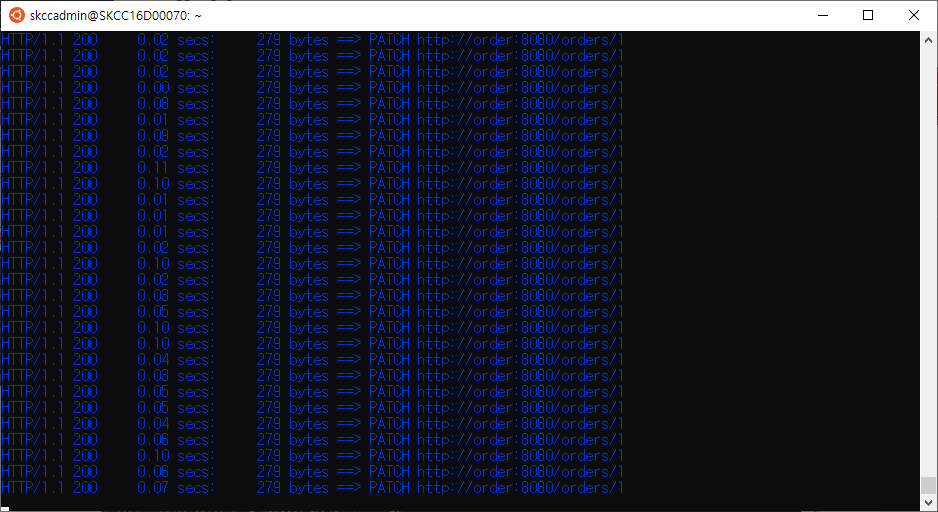 skccadmin@SKCC16D00070: ~
HTTP/1.1 200     0.02 secs:     279 bytes ==> PATCH http://order:8080/orders/1
HTTP/1.1 200     0.02 secs:     279 bytes ==> PATCH http://order:8080/orders/1
HTTP/1.1 200     0.02 secs:     279 bytes ==> PATCH http://order:8080/orders/1
HTTP/1.1 200     0.00 secs:     279 bytes ==> PATCH http://order:8080/orders/1
HTTP/1.1 200     0.08 secs:     279 bytes ==> PATCH http://order:8080/orders/1
HTTP/1.1 200     0.01 secs:     279 bytes ==> PATCH http://order:8080/orders/1
HTTP/1.1 200     0.09 secs:     279 bytes ==> PATCH http://order:8080/orders/1
HTTP/1.1 200     0.02 secs:     279 bytes ==> PATCH http://order:8080/orders/1
HTTP/1.1 200     0.11 secs:     279 bytes ==> PATCH http://order:8080/orders/1
HTTP/1.1 200     0.10 secs:     279 bytes ==> PATCH http://order:8080/orders/1
HTTP/1.1 200     0.01 secs:     279 bytes ==> PATCH http://order:8080/orders/1
HTTP/1.1 200     0.01 secs:     279 bytes ==> PATCH http://order:8080/orders/1
HTTP/1.1 200     0.01 secs:     279 bytes ==> PATCH http://order:8080/orders/1
HTTP/1.1 200     0.02 secs:     279 bytes ==> PATCH http://order:8080/orders/1
HTTP/1.1 200     0.10 secs:     279 bytes ==> PATCH http://order:8080/orders/1
HTTP/1.1 200     0.02 secs:     279 bytes ==> PATCH http://order:8080/orders/1
HTTP/1.1 200     0.03 secs:     279 bytes ==> PATCH http://order:8080/orders/1
HTTP/1.1 200     0.05 secs:     279 bytes ==> PATCH http://order:8080/orders/1
HTTP/1.1 200     0.10 secs:     279 bytes ==> PATCH http://order:8080/orders/1
HTTP/1.1 200     0.10 secs:     279 bytes ==> PATCH http://order:8080/orders/1
HTTP/1.1 200     0.04 secs:     279 bytes ==> PATCH http://order:8080/orders/1
HTTP/1.1 200     0.03 secs:     279 bytes ==> PATCH http://order:8080/orders/1
HTTP/1.1 200     0.05 secs:     279 bytes ==> PATCH http://order:8080/orders/1
HTTP/1.1 200     0.05 secs:     279 bytes ==> PATCH http://order:8080/orders/1
HTTP/1.1 200     0.04 secs:     279 bytes ==> PATCH http://order:8080/orders/1
HTTP/1.1 200     0.06 secs:     279 bytes ==> PATCH http://order:8080/orders/1
HTTP/1.1 200     0.10 secs:     279 bytes ==> PATCH http://order:8080/orders/1
HTTP/1.1 200     0.06 secs:     279 bytes ==> PATCH http://order:8080/orders/1
HTTP/1.1 200     0.07 secs:     279 bytes ==> PATCH http://order:8080/orders/1